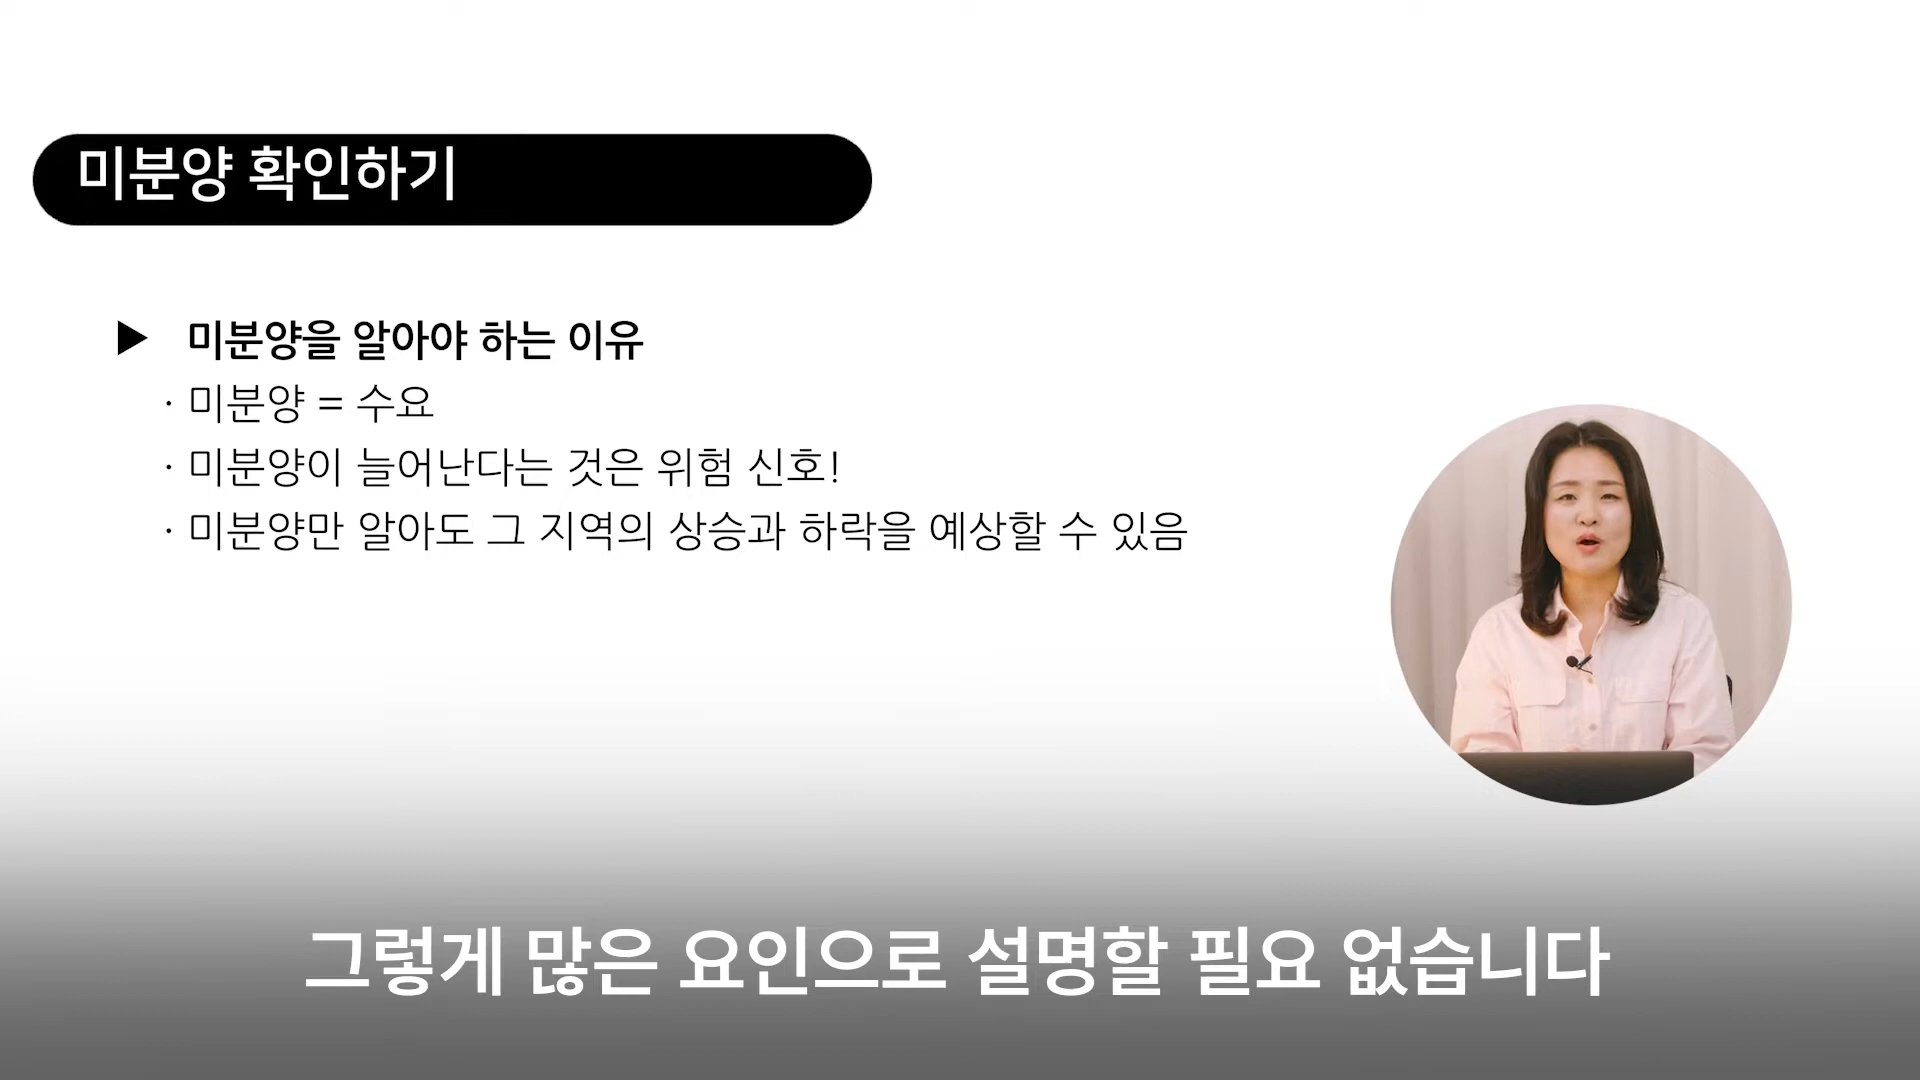 미분양 확인하기
▶ 미분양을 알아야 하는 이유
· 미분양 = 수요
· 미분양이 늘어난다는 것은 위험 신호!
· 미분양만 알아도 그 지역의 상승과 하락을 예상할 수 있음
그렇게 많은 요인으로 설명할 필요 없습니다